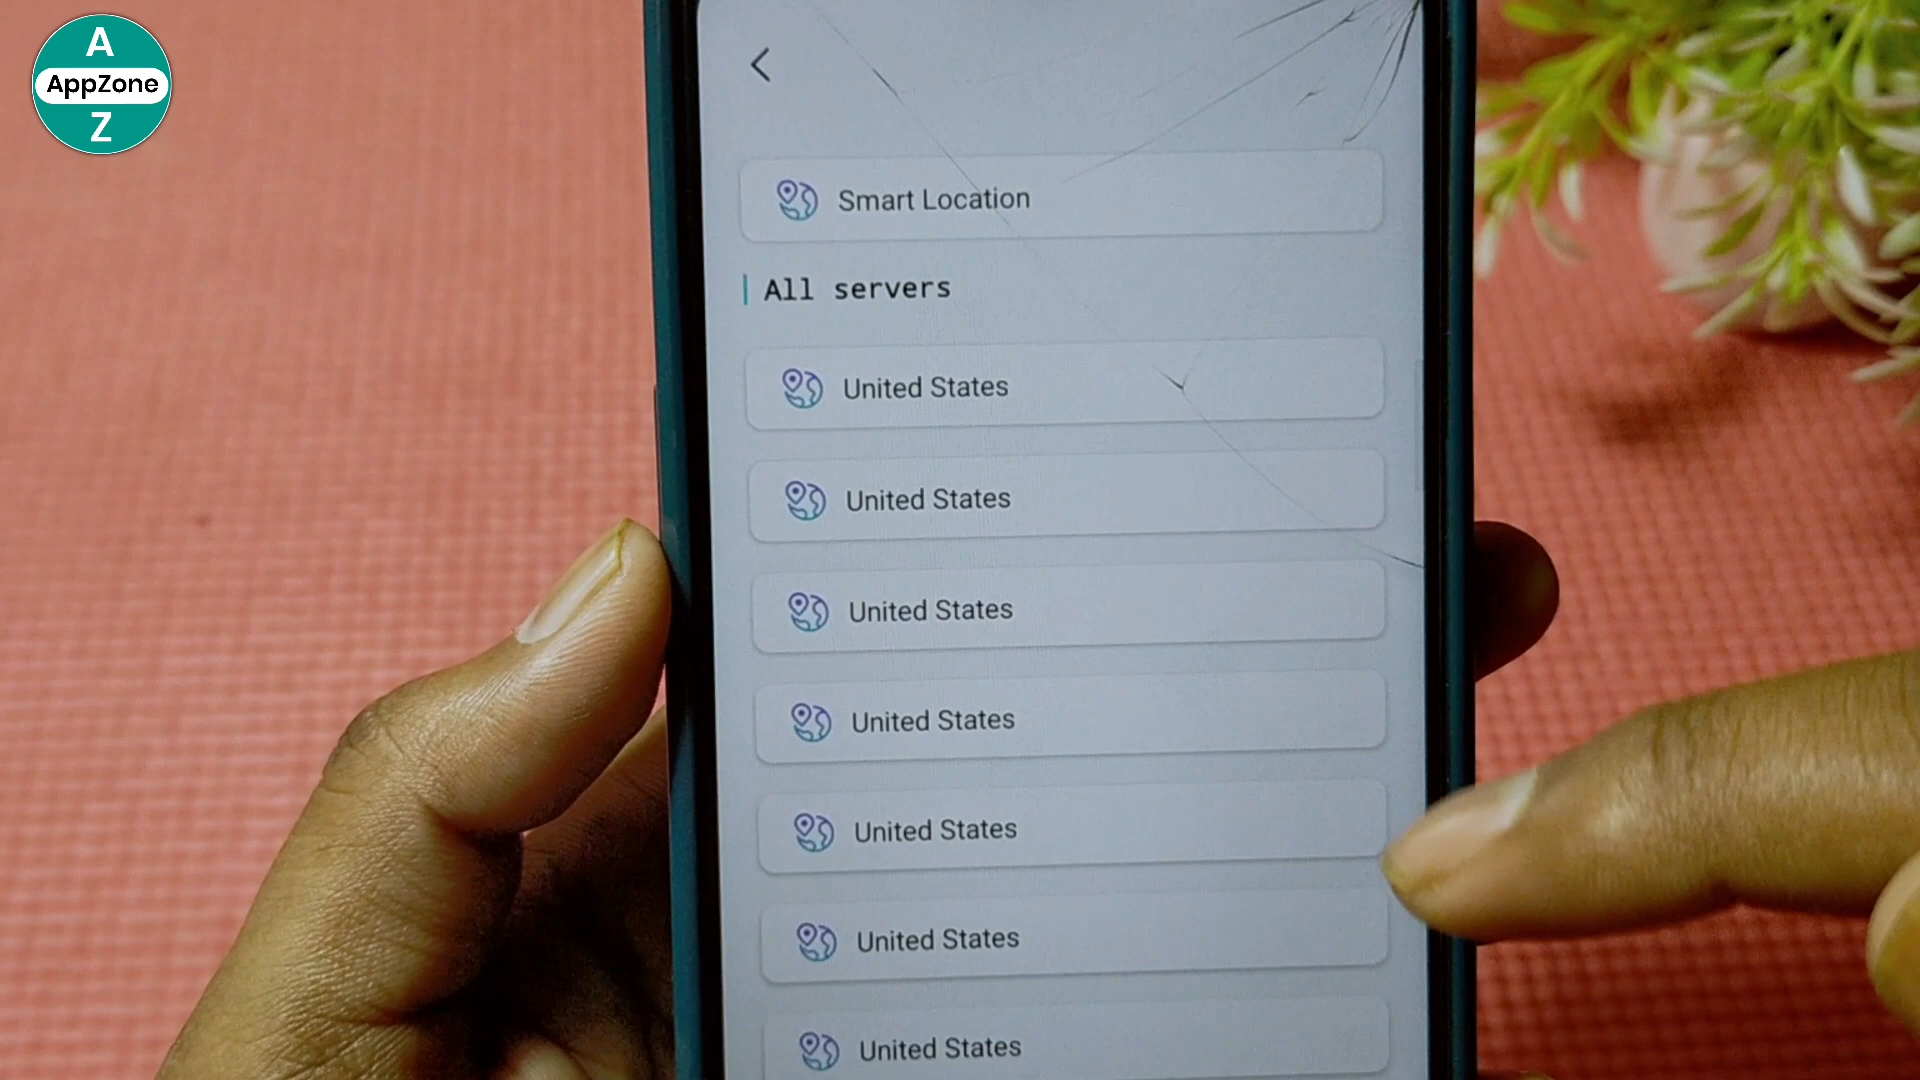 A
AppZone
Z
Smart Location
All servers
United States
United States
United States
United States
United States
United States
United States